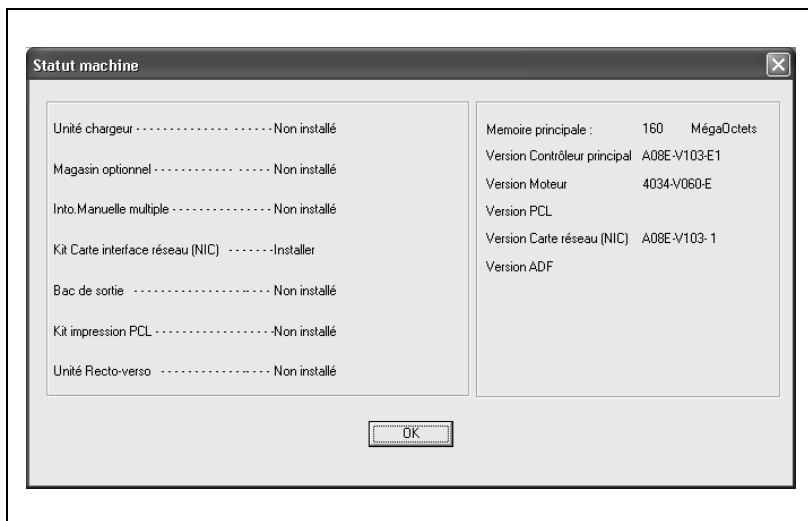 Statut machine
Unité chargeur - - - - - - - - - - - - - - - - - - - - Non installé
Magasin optionnel - - - - - - - - - - - - - - - - - Non installé
Into.Manuelle multiple - - - - - - - - - - - - - - - Non installé
Kit Carte interface réseau (NIC) - - - - - - -Installer
Bac de sortie - - - - - - - - - - - - - - - - - - - - Non installé
Kit impression PCL - - - - - - - - - - - - - - - - - -Non installé
Unité Recto-verso - - - - - - - - - - - - - - - - Non installé
Memoire principale : 160 MégaOctets
Version Contrôleur principal A08E-V103-E1
Version Moteur 4034-V060-E
Version PCL
Version Carte réseau (NIC) A08E-V103- 1
Version ADF
OK